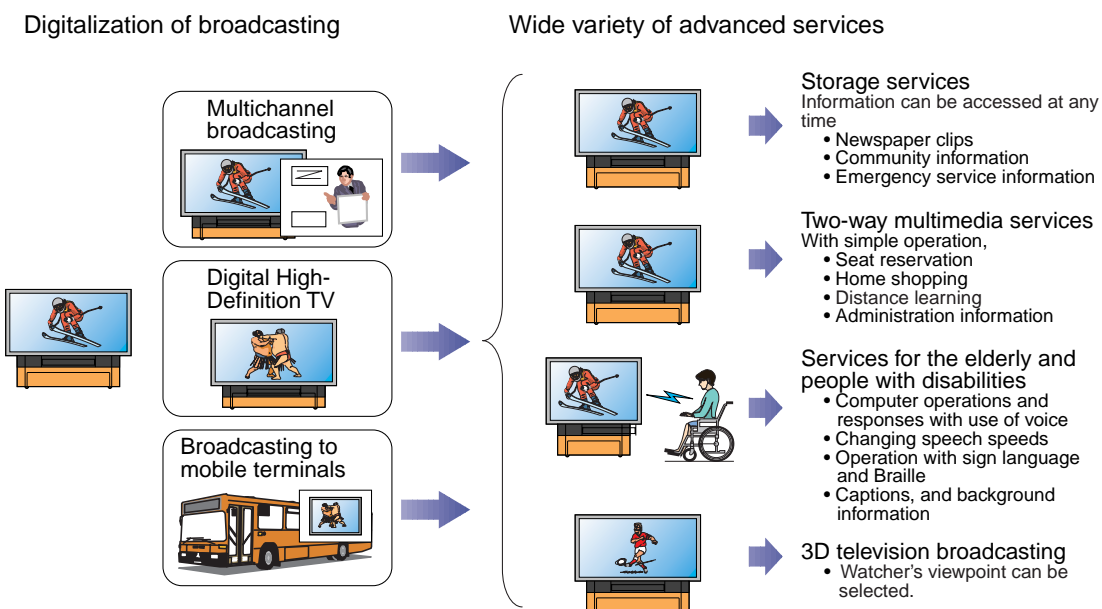 Digitalization of broadcasting
Wide variety of advanced services
Multichannel
broadcasting
Digital High-
Definition TV
Broadcasting to
mobile terminals
Storage services
Information can be accessed at any
time
• Newspaper clips
• Community information
• Emergency service information
Two-way multimedia services
With simple operation,
• Seat reservation
• Home shopping
• Distance learning
• Administration information
Services for the elderly and
people with disabilities
• Computer operations and
responses with use of voice
• Changing speech speeds
• Operation with sign language
and Braille
• Captions, and background
information
3D television broadcasting
• Watcher's viewpoint can be
selected.